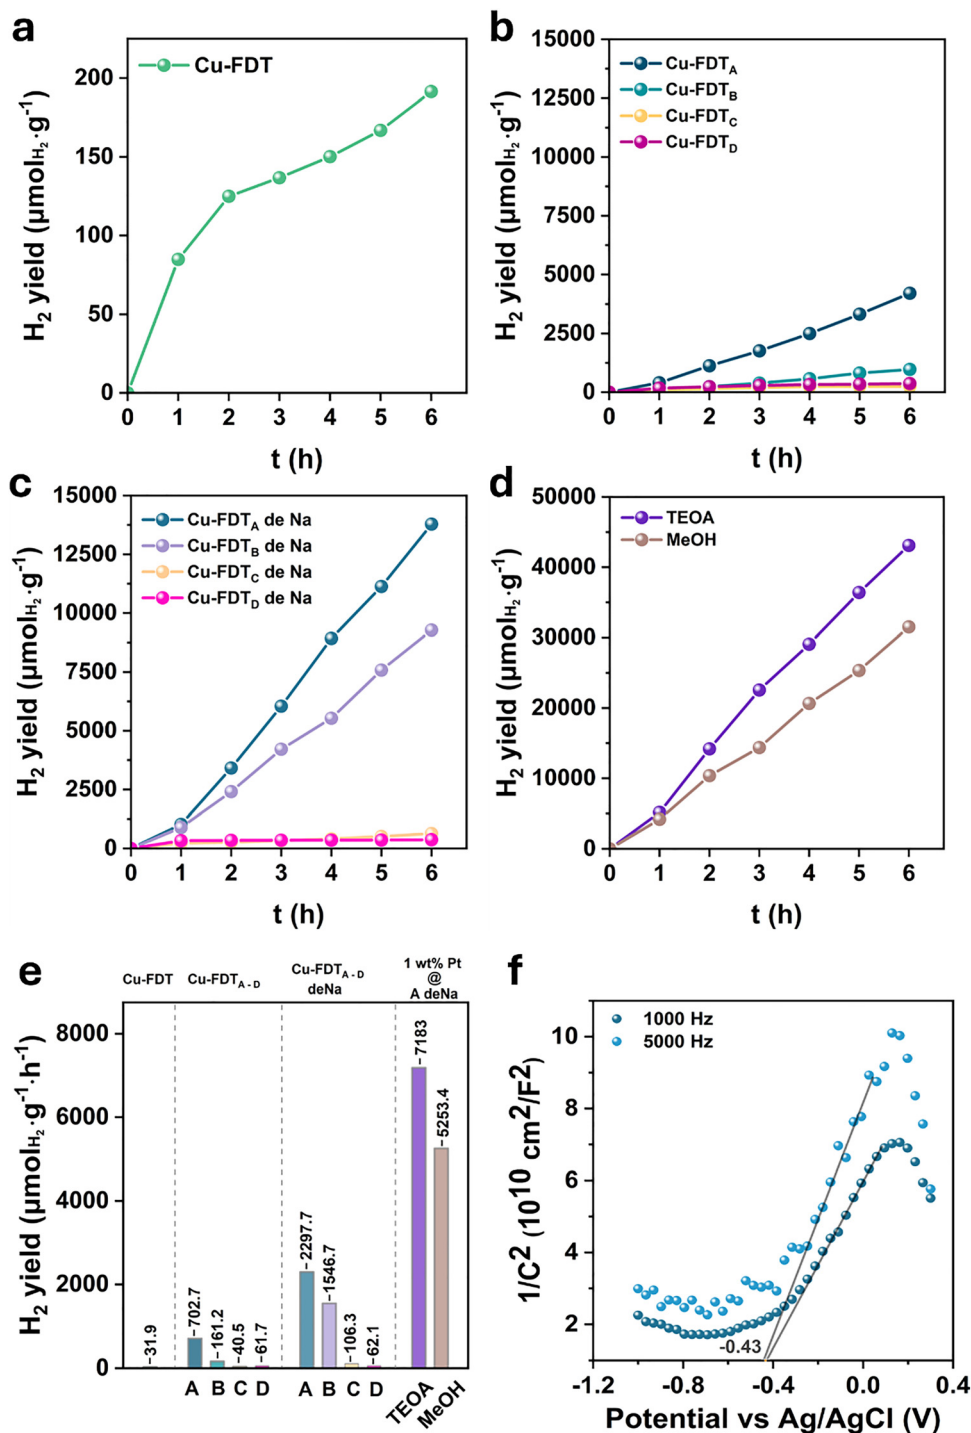 a
Cu-FDT
H2 yield (μmolH2·g-1)
200
150
100
50
0
0 1 2 3 4 5 6
t (h)
b
Cu-FDTA
Cu-FDTB
Cu-FDTC
Cu-FDTD
H2 yield (μmolH2·g-1)
15000
12500
10000
7500
5000
2500
0
0 1 2 3 4 5 6
t (h)
c
Cu-FDTA de Na
Cu-FDTB de Na
Cu-FDTC de Na
Cu-FDTD de Na
H2 yield (μmolH2·g-1)
15000
12500
10000
7500
5000
2500
0
0 1 2 3 4 5 6
t (h)
d
TEOA
MeOH
H2 yield (μmolH2·g-1)
50000
40000
30000
20000
10000
0
0 1 2 3 4 5 6
t (h)
e
Cu-FDT
Cu-FDTA - D
Cu-FDTA - D
deNa
1 wt% Pt
@
A deNa
H2 yield (μmolH2·g-1·h-1)
8000
6000
4000
2000
0
31.9
702.7
161.2
40.5
61.7
2297.7
1546.7
106.3
62.1
7183
5253.4
A B C D
A B C D
TEOA
MeOH
f
1000 Hz
5000 Hz
1/C2 (1010 cm2/F2)
10
8
6
4
2
-0.43
-1.2 -0.8 -0.4 0.0 0.4
Potential vs Ag/AgCl (V)